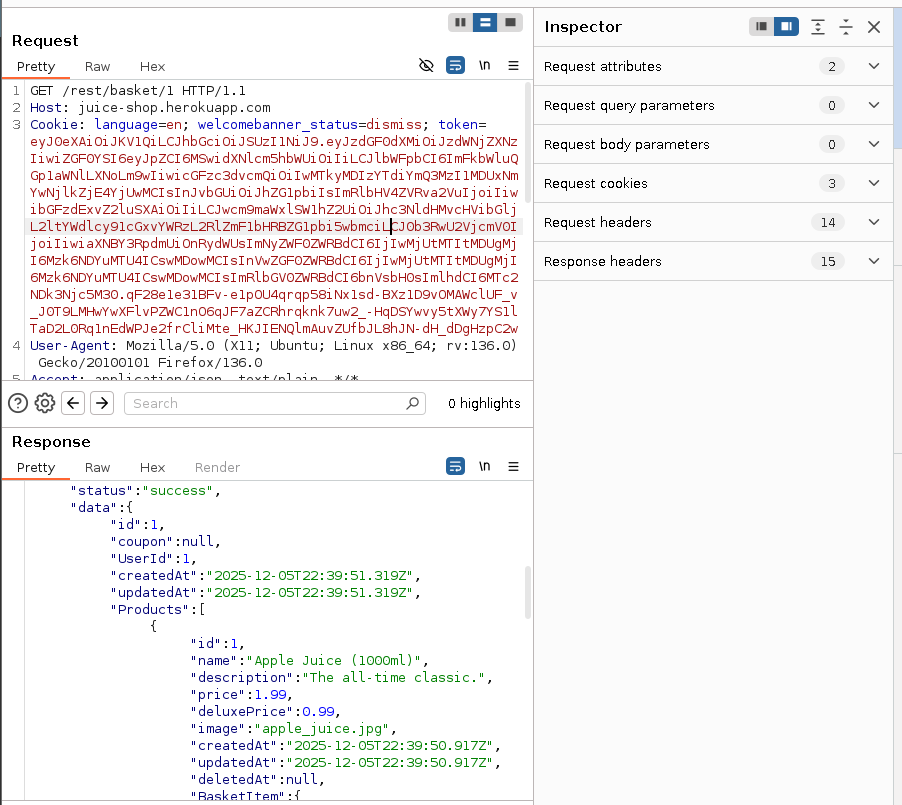 Request
Pretty Raw Hex
\n
1 GET /rest/basket/1 HTTP/1.1
2 Host: juice-shop.herokuapp.com
3 Cookie: language=en; welcomebanner_status=dismiss; token=
eyJ0eXAiOiJKV1QiLCJhbGciOiJSUzI1NiJ9.eyJzdGF0dXMiOiJzdWNjZXNz
IiwiZGF0YSI6eyJpZCI6MSwidXNlcm5hbWUiOiIiLCJlbWFpbCI6ImFkbWluQ
Gp1aWNlLXNoLm9wIiwicGFzc3dvcmQiOiIwMTkyMDIzYTdiYmQ3MzI1MDUxNm
YwNjlkZjE4YjUwMCIsInJvbGUiOiJhZG1pbiIsImRlbHV4ZVRva2VuIjoiIiw
ibGFzdExvZ2luSXAiOiIiLCJwcm9maWxlSW1hZ2UiOiJhc3NldHMvcHVibGlj
L2ltYWdlcy91cGxvYWRzL2RlZmF1bHRBZG1pbi5wbmciLCJ0b3RwU2VjcmV0I
joiIiwiaXNBY3RpdmUiOnRydWUsImNyZWF0ZWRBdCI6IjIwMjUtMTItMDUgMj
I6Mzk6NDYuMTU4ICswMDowMCIsInVwZGF0ZWRBdCI6IjIwMjUtMTItMDUgMjI
6Mzk6NDYuMTU4ICswMDowMCIsImRlbGV0ZWRBdCI6bnVsbH0sImlhdCI6MTc2
NDk3Njc5M30.qF28e1e31BFv-e1pOU4qrqp58iNx1sd-BXz1D9vOMAWclUF_v
_J0T9LMHwYwXFlvPZWC1nO6qJF7aZCRhrqknk7uw2_-HqDSYwvy5tXWy7YS1l
TaD2L0Rq1nEdWPJe2frCliMte_HKJIENQlmAuvZUfbJL8hJN-dH_dDgHzpC2w
4 User-Agent: Mozilla/5.0 (X11; Ubuntu; Linux x86_64; rv:136.0)
Gecko/20100101 Firefox/136.0
5 Accept: application/json, text/plain, */*
Search
0 highlights
Response
Pretty Raw Hex Render
\n
"status":"success",
"data":{
"id":1,
"coupon":null,
"UserId":1,
"createdAt":"2025-12-05T22:39:51.319Z",
"updatedAt":"2025-12-05T22:39:51.319Z",
"Products":[
{
"id":1,
"name":"Apple Juice (1000ml)",
"description":"The all-time classic.",
"price":1.99,
"deluxePrice":0.99,
"image":"apple_juice.jpg",
"createdAt":"2025-12-05T22:39:50.917Z",
"updatedAt":"2025-12-05T22:39:50.917Z",
"deletedAt":null,
"BasketItem":{
Inspector
Request attributes 2
Request query parameters 0
Request body parameters 0
Request cookies 3
Request headers 14
Response headers 15